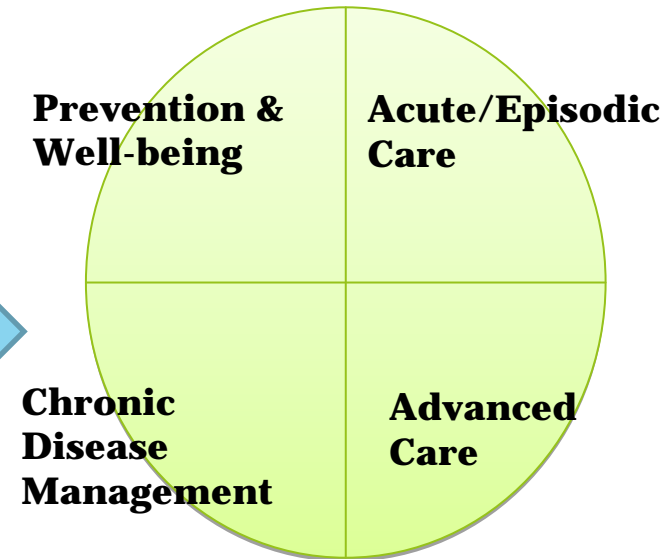 Prevention &
Well-being
Acute/Episodic
Care
Chronic
Disease
Management
Advanced
Care